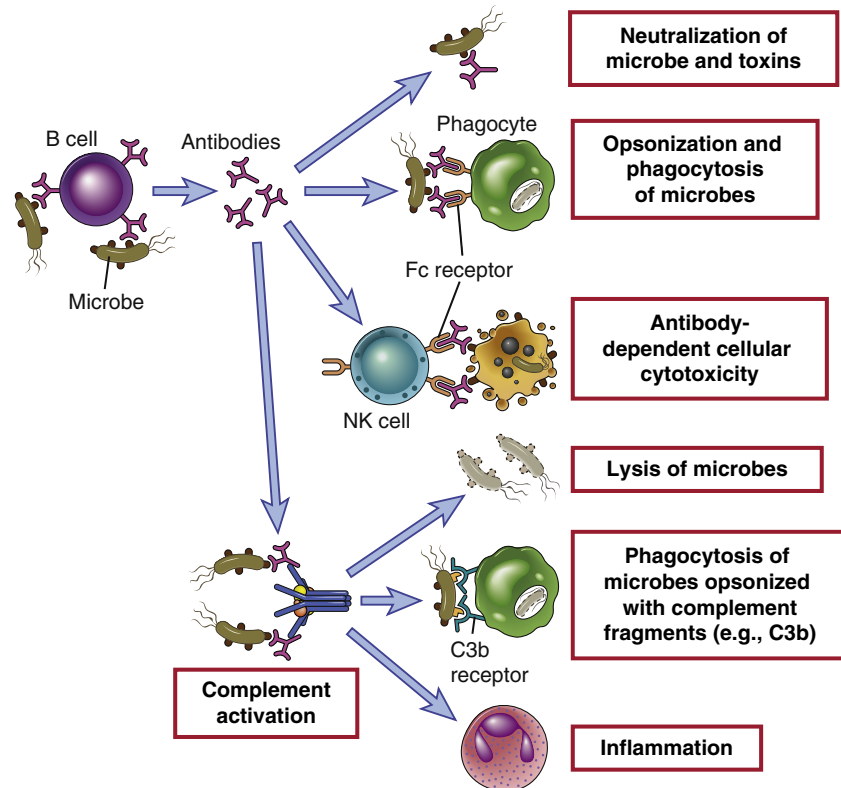 Neutralization of
microbe and toxins
B cell
Antibodies
Phagocyte
Opsonization and
phagocytosis
of microbes
Microbe
Fc receptor
Antibody-
dependent cellular
cytotoxicity
NK cell
Lysis of microbes
Phagocytosis of
microbes opsonized
with complement
fragments (e.g., C3b)
C3b
receptor
Complement
activation
Inflammation